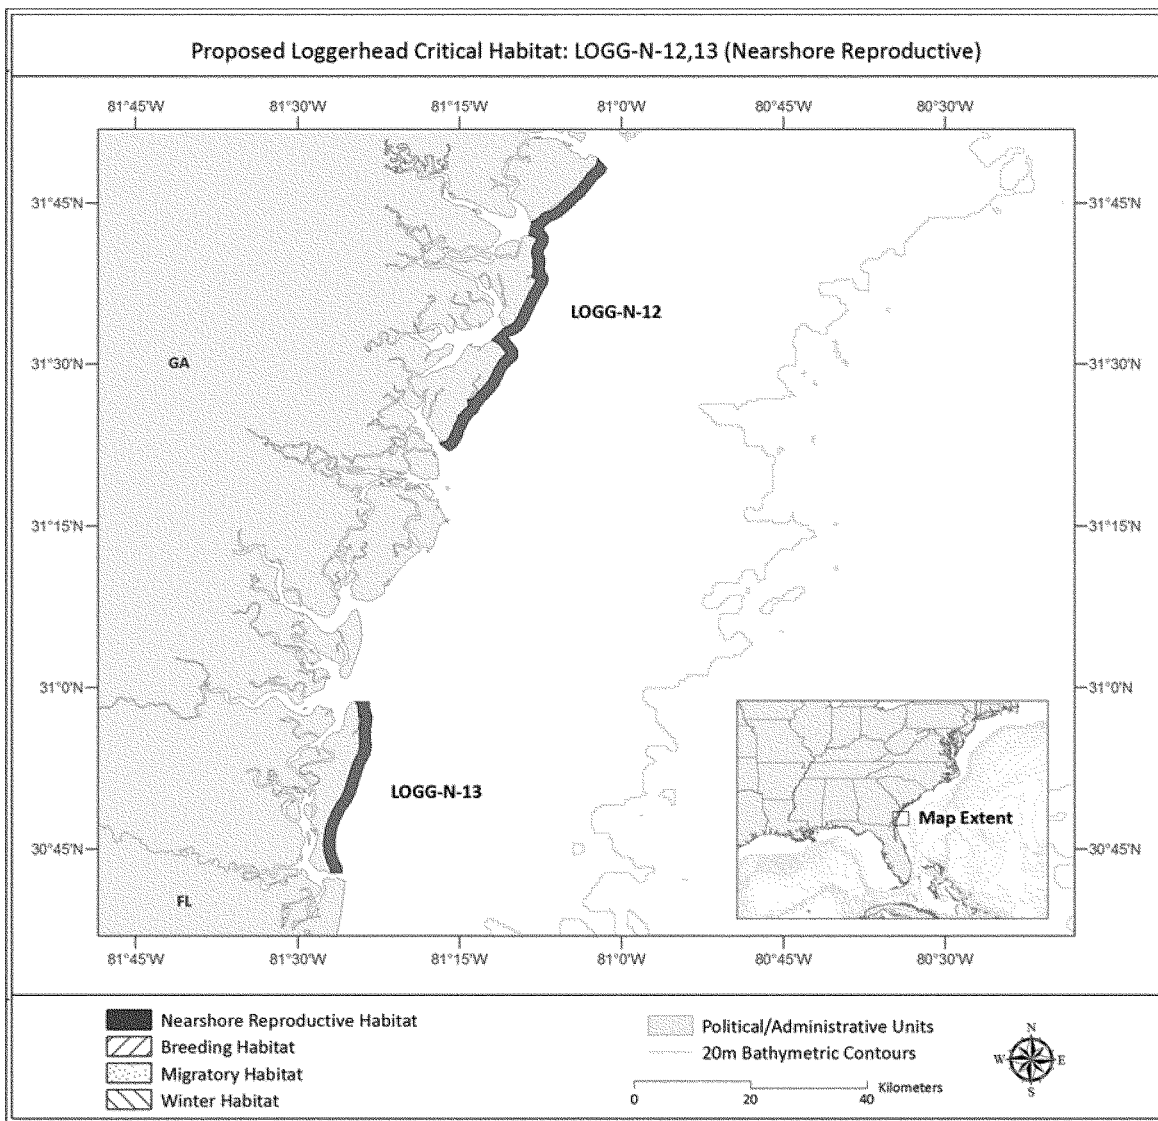 Proposed Loggerhead Critical Habitat: LOGG-N-12,13 (Nearshore Reproductive)
81°45'W 81°30'W 81°15'W 81°0'W 80°45'W 80°30'W
31°45'N 31°45'N
LOGG-N-12
GA
31°30'N 31°30'N
31°15'N 31°15'N
31°0'N 31°0'N
LOGG-N-13
Map Extent
30°45'N 30°45'N
FL
81°45'W 81°30'W 81°15'W 81°0'W 80°45'W 80°30'W
Nearshore Reproductive Habitat
Breeding Habitat
Migratory Habitat
Winter Habitat
Political/Administrative Units
20m Bathymetric Contours
Kilometers
0 20 40
N
W E
S